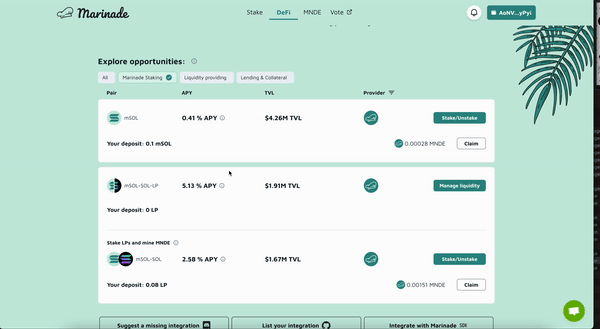 Marinade
Stake DeFi MNDE Vote
AoNV...yPyi
Explore opportunities:
All Marinade Staking Liquidity providing Lending & Collateral
Pair APY TVL Provider
mSOL 0.41 % APY $4.26M TVL Stake/Unstake
Your deposit: 0.1 mSOL 0.00028 MNDE Claim
mSOL-SOL-LP 5.13 % APY $1.91M TVL Manage liquidity
Your deposit: 0 LP
Stake LPs and mine MNDE
mSOL-SOL 2.58 % APY $1.67M TVL Stake/Unstake
Your deposit: 0.08 LP 0.00151 MNDE Claim
Suggest a missing integration List your integration Integrate with Marinade SDK